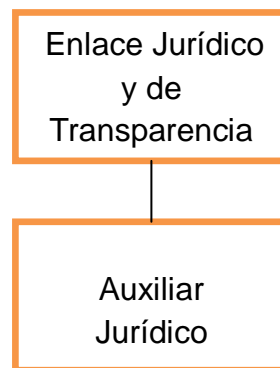 Enlace Jurídico
y de
Transparencia
Auxiliar
Jurídico